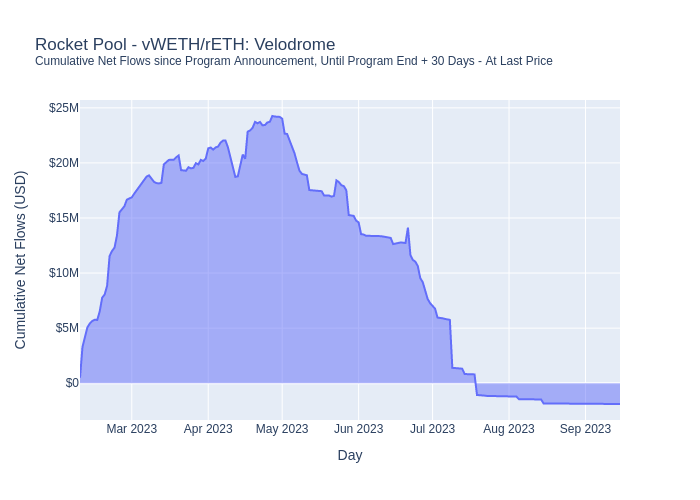 Rocket Pool - vWETH/rETH: Velodrome
Cumulative Net Flows since Program Announcement, Until Program End + 30 Days - At Last Price
Cumulative Net Flows (USD)
$25M
$20M
$15M
$10M
$5M
$0
Mar 2023 Apr 2023 May 2023 Jun 2023 Jul 2023 Aug 2023 Sep 2023
Day